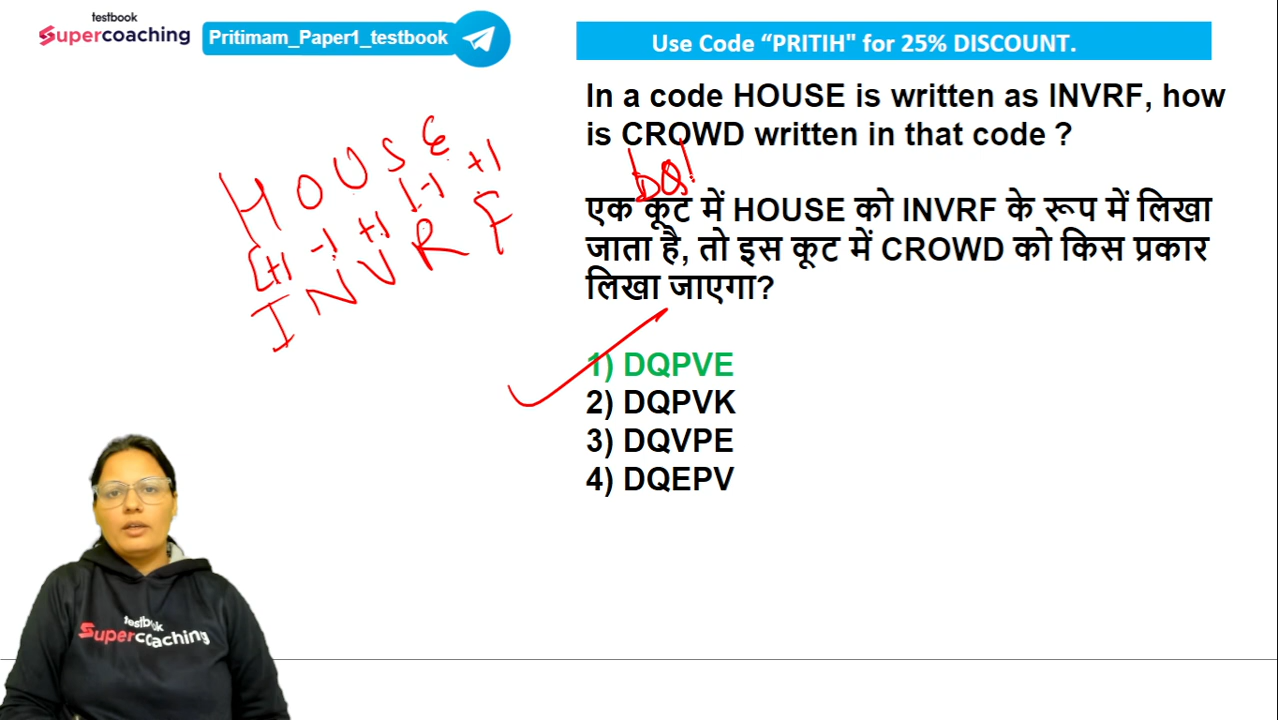 testbook
Supercoaching
Pritimam_Paper1_testbook
Use Code “PRITIH" for 25% DISCOUNT.
In a code HOUSE is written as INVRF, how
is CROWD written in that code ?
DQ
एक कूट में HOUSE को INVRF के रूप में लिखा
जाता है, तो इस कूट में CROWD को किस प्रकार
लिखा जाएगा?
1) DQPVE
2) DQPVK
3) DQVPE
4) DQEPV
H O U S E
+1 -1 +1 -1 +1
I N V R F
testbook
Supercoaching